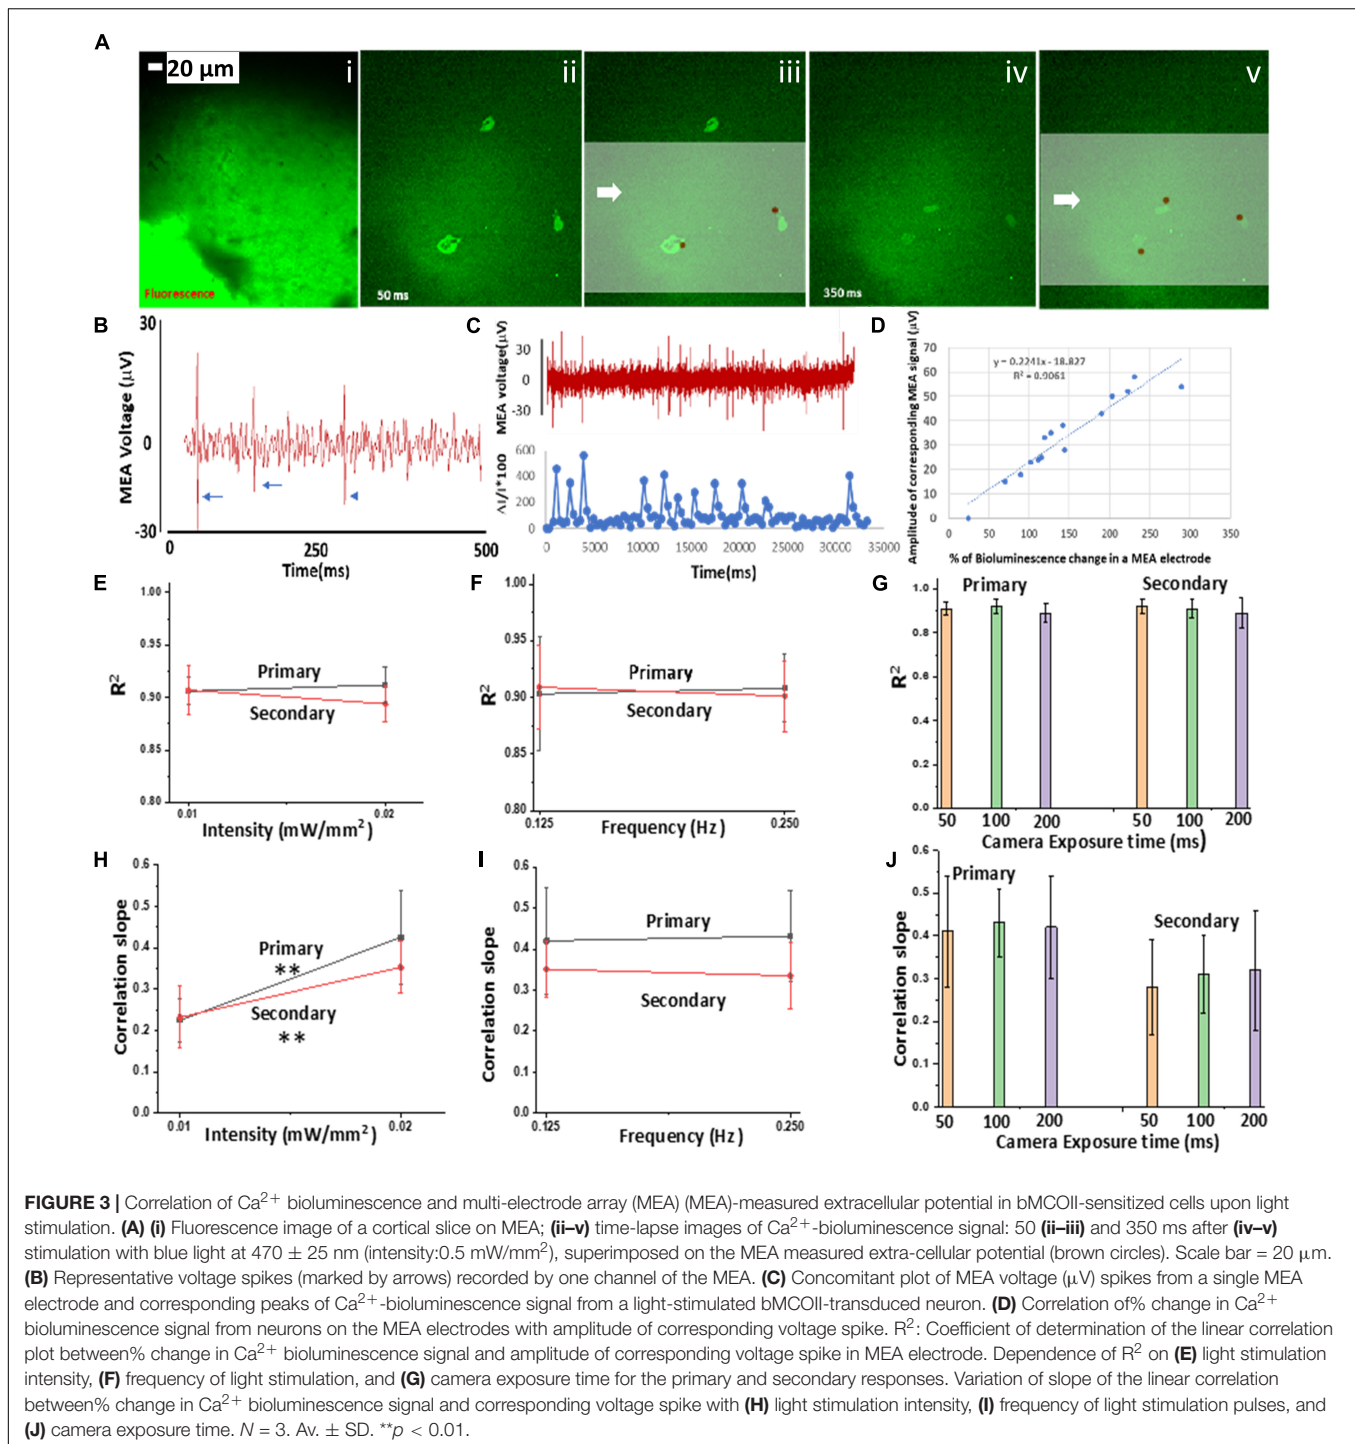 A
20 μm
i
ii
iii
iv
v
Fluorescence
50 ms
350 ms
B
30
0
-30
MEA Voltage (μV)
0
250
500
Time(ms)
C
MEA voltage(μV)
30
0
-30
ΔI/I*100
600
400
200
0
0
5000
10000
15000
20000
25000
30000
35000
Time(ms)
D
Amplitude of corresponding MEA signal (μV)
70
60
50
40
30
20
10
0
y = 0.2241x - 18.827
R² = 0.9061
0
50
100
150
200
250
300
350
% of Bioluminescence change in a MEA electrode
E
1.00
0.95
0.90
0.85
0.80
R²
Primary
Secondary
0.01
0.02
Intensity (mW/mm²)
F
1.00
0.95
0.90
0.85
0.80
R²
Primary
Secondary
0.125
0.250
Frequency (Hz)
G
1.0
0.8
0.6
0.4
0.2
0.0
R²
Primary
Secondary
50
100
200
50
100
200
Camera Exposure time (ms)
H
0.6
0.5
0.4
0.3
0.2
0.1
0.0
Correlation slope
Primary
**
Secondary
**
0.01
0.02
Intensity (mW/mm²)
I
0.6
0.5
0.4
0.3
0.2
0.1
0.0
Correlation slope
Primary
Secondary
0.125
0.250
Frequency (Hz)
J
0.6
0.5
0.4
0.3
0.2
0.1
0.0
Correlation slope
Primary
Secondary
50
100
200
50
100
200
Camera Exposure time (ms)
FIGURE 3 | Correlation of Ca²⁺ bioluminescence and multi-electrode array (MEA) (MEA)-measured extracellular potential in bMCOII-sensitized cells upon light
stimulation. (A) (i) Fluorescence image of a cortical slice on MEA; (ii–v) time-lapse images of Ca²⁺-bioluminescence signal: 50 (ii–iii) and 350 ms after (iv–v)
stimulation with blue light at 470 ± 25 nm (intensity:0.5 mW/mm²), superimposed on the MEA measured extra-cellular potential (brown circles). Scale bar = 20 μm.
(B) Representative voltage spikes (marked by arrows) recorded by one channel of the MEA. (C) Concomitant plot of MEA voltage (μV) spikes from a single MEA
electrode and corresponding peaks of Ca²⁺-bioluminescence signal from a light-stimulated bMCOII-transduced neuron. (D) Correlation of% change in Ca²⁺
bioluminescence signal from neurons on the MEA electrodes with amplitude of corresponding voltage spike. R²: Coefficient of determination of the linear correlation
plot between% change in Ca²⁺ bioluminescence signal and amplitude of corresponding voltage spike in MEA electrode. Dependence of R² on (E) light stimulation
intensity, (F) frequency of light stimulation, and (G) camera exposure time for the primary and secondary responses. Variation of slope of the linear correlation
between% change in Ca²⁺ bioluminescence signal and corresponding voltage spike with (H) light stimulation intensity, (I) frequency of light stimulation pulses, and
(J) camera exposure time. N = 3. Av. ± SD. **p < 0.01.